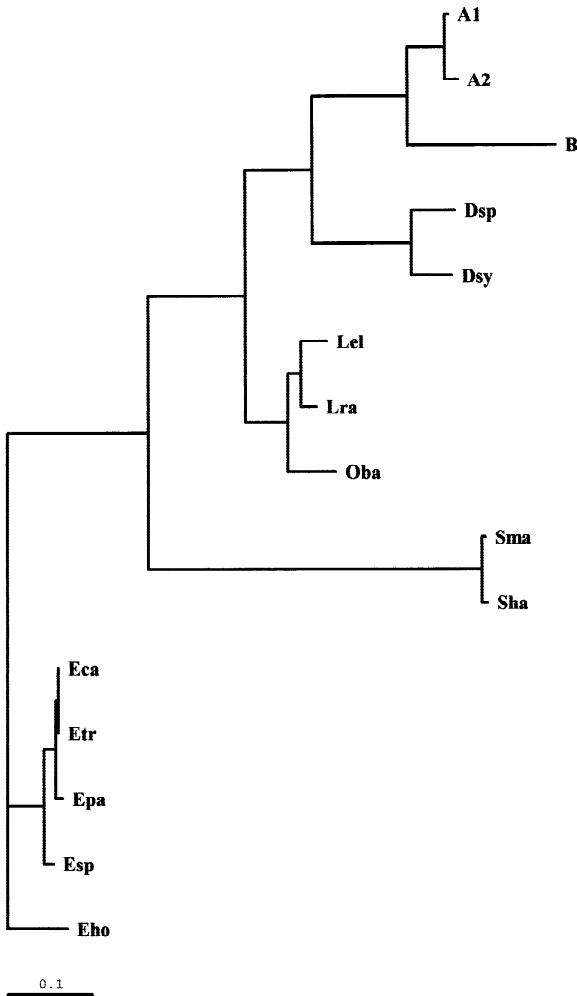 A1
A2
B
Dsp
Dsy
Lel
Lra
Oba
Sma
Sha
Eca
Etr
Epa
Esp
Eho
0.1